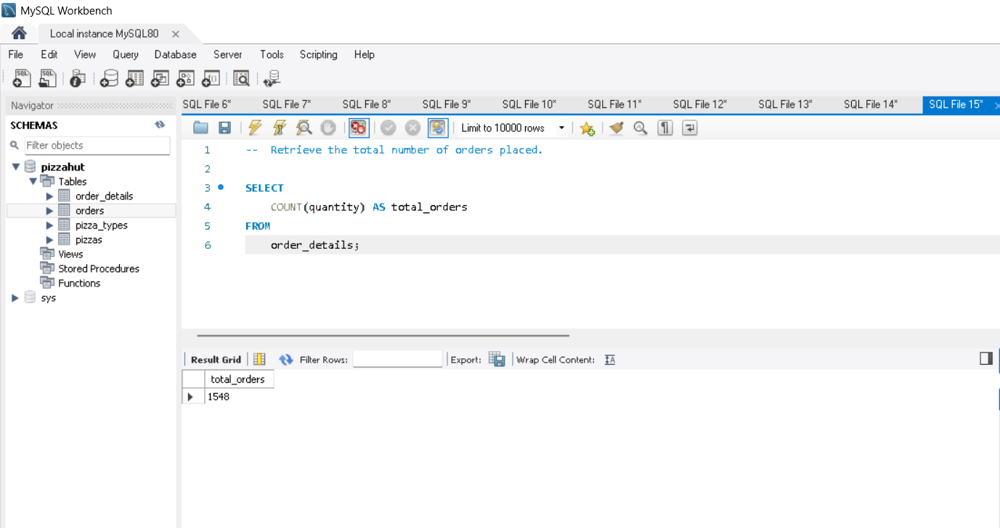 MySQL Workbench
Local instance MySQL80
File Edit View Query Database Server Tools Scripting Help
Navigator
SCHEMAS
Filter objects
pizzahut
Tables
order_details
orders
pizza_types
pizzas
Views
Stored Procedures
Functions
sys
SQL File 6* SQL File 7* SQL File 8* SQL File 9* SQL File 10* SQL File 11* SQL File 12* SQL File 13* SQL File 14* SQL File 15*
Limit to 10000 rows
1 -- Retrieve the total number of orders placed.
2
3 SELECT
4 COUNT(quantity) AS total_orders
5 FROM
6 order_details;
Result Grid Filter Rows: Export: Wrap Cell Content: IA
total_orders
1548